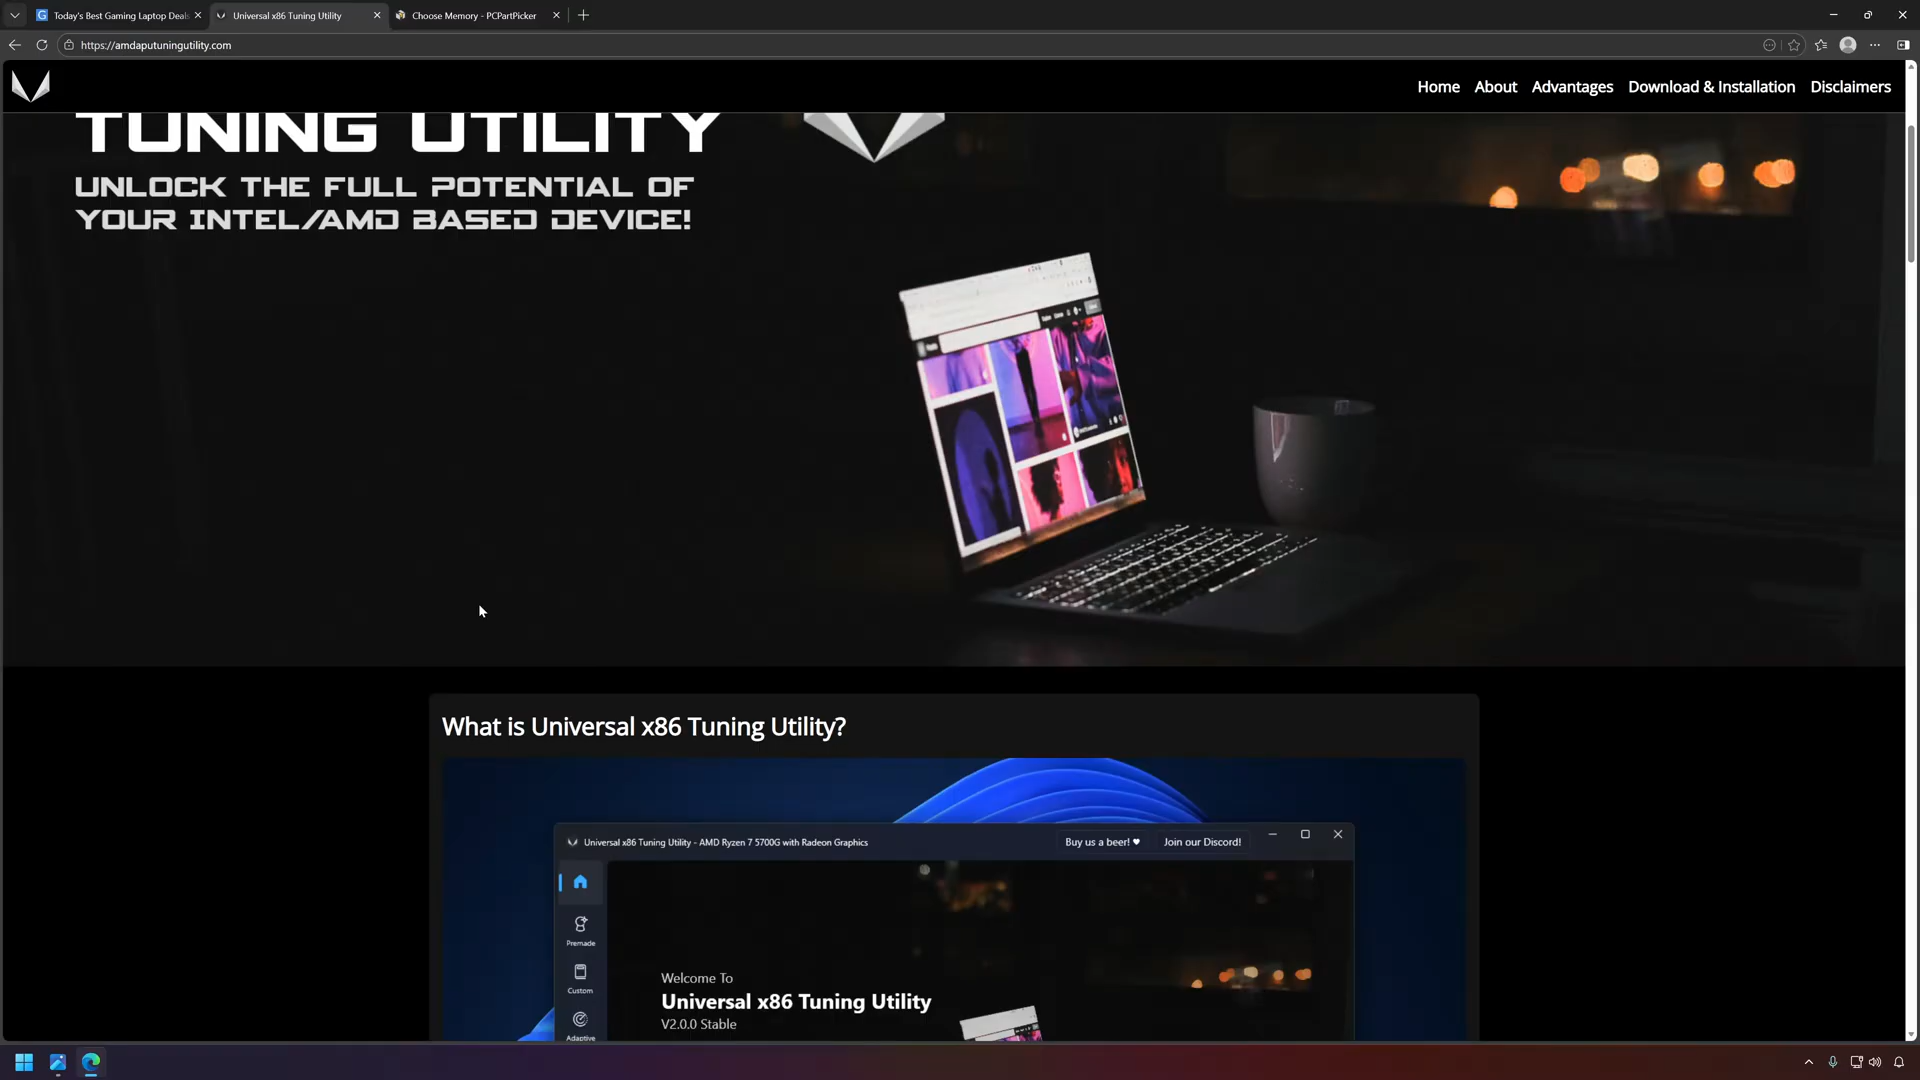 Today's Best Gaming Laptop Deals
Universal x86 Tuning Utility
Choose Memory - PCPartPicker
https://amdaputuningutility.com
Home
About
Advantages
Download & Installation
Disclaimers
TUNING UTILITY
UNLOCK THE FULL POTENTIAL OF
YOUR INTEL/AMD BASED DEVICE!
What is Universal x86 Tuning Utility?
Universal x86 Tuning Utility - AMD Ryzen 7 5700G with Radeon Graphics
Buy us a beer! ♥
Join our Discord!
Premade
Custom
Adaptive
Welcome To
Universal x86 Tuning Utility
V2.0.0 Stable